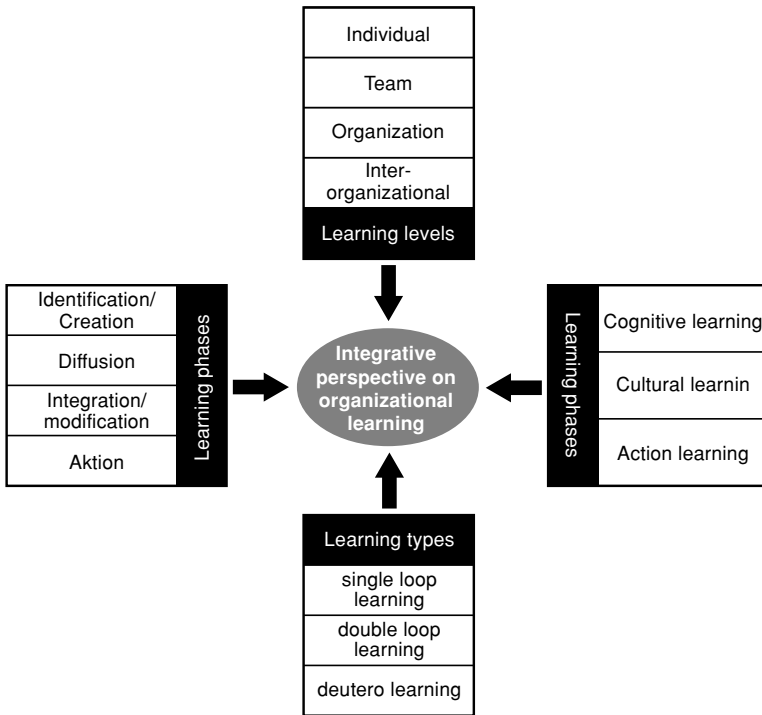 Individual
Team
Organization
Inter-
organizational
Learning levels
Identification/
Creation
Diffusion
Integration/
modification
Aktion
Learning phases
Integrative
perspective on
organizational
learning
Learning phases
Cognitive learning
Cultural learnin
Action learning
Learning types
single loop
learning
double loop
learning
deutero learning